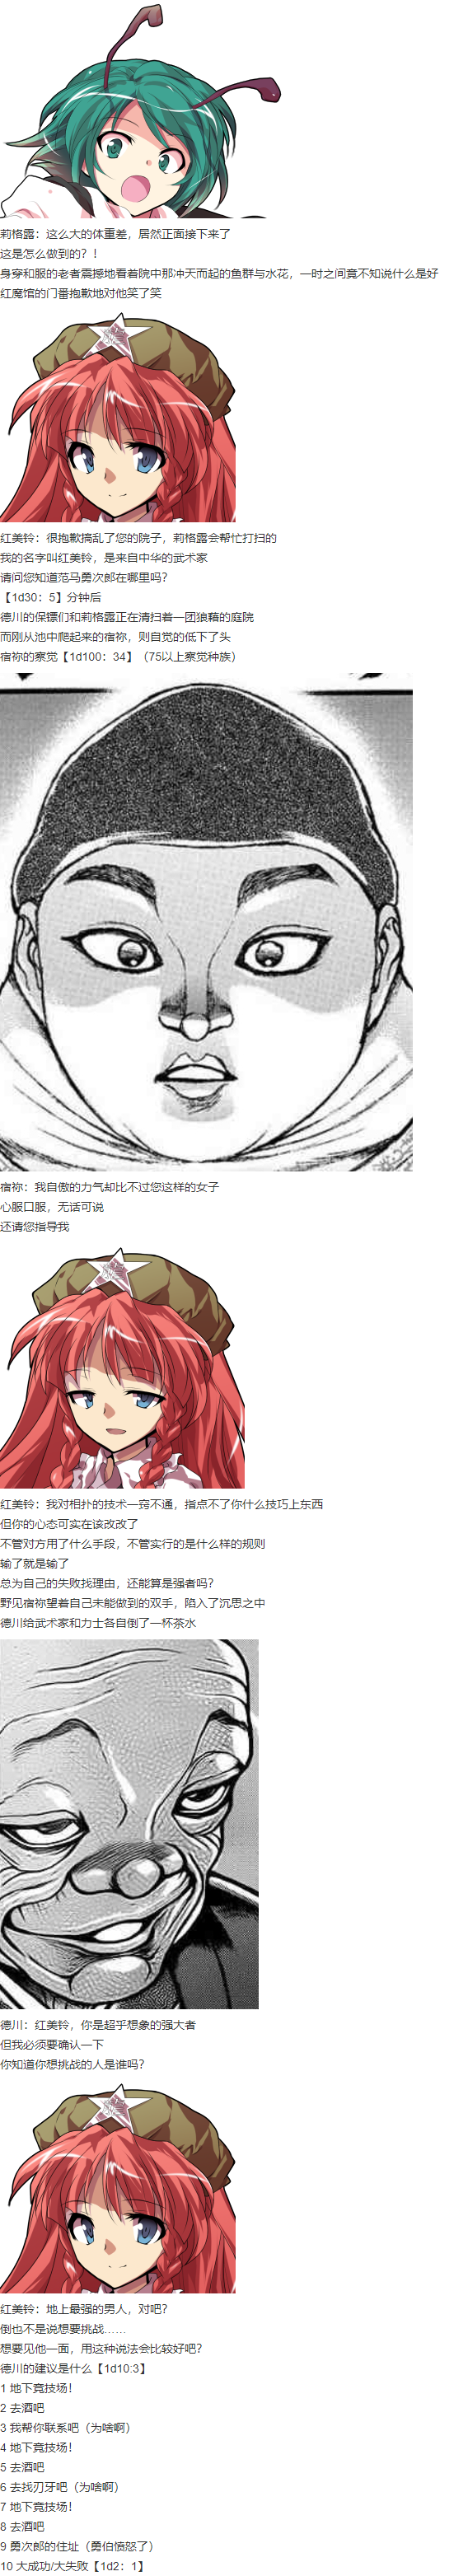 莉格露：这么大的体重差，居然正面接下来了
这是怎么做到的？！
身穿和服的老者震撼地看着院中那冲天而起的鱼群与水花，一时之间竟不知说什么是好
红魔馆的门番抱歉地对他笑了笑
红美铃：很抱歉搞乱了您的院子，莉格露会帮忙打扫的
我的名字叫红美铃，是来自中华的武术家
请问您知道范马勇次郎在哪里吗？
【1d30：5】分钟后
德川的保镖们和莉格露正在清扫着一团狼藉的庭院
而刚从池中爬起来的宿祢，则自觉的低下了头
宿祢的察觉【1d100：34】（75以上察觉种族）
宿祢：我自傲的力气却比不过您这样的女子
心服口服，无话可说
还请您指导我
红美铃：我对相扑的技术一窍不通，指点不了你什么技巧上东西
但你的心态可实在该改改了
不管对方用了什么手段，不管实行的是什么样的规则
输了就是输了
总为自己的失败找理由，还能算是强者吗？
野见宿祢望着自己未能做到的双手，陷入了沉思之中
德川给武术家和力士各自倒了一杯茶水
德川：红美铃，你是超乎想象的强大者
但我必须要确认一下
你知道你想挑战的人是谁吗？
红美铃：地上最强的男人，对吧？
倒也不是说想要挑战……
想要见他一面，用这种说法会比较好吧？
德川的建议是什么【1d10:3】
1 地下竞技场！
2 去酒吧
3 我帮你联系吧（为啥啊）
4 地下竞技场！
5 去酒吧
6 去找刃牙吧（为啥啊）
7 地下竞技场！
8 去酒吧
9 勇次郎的住址（勇伯愤怒了）
10 大成功/大失败【1d2：1】